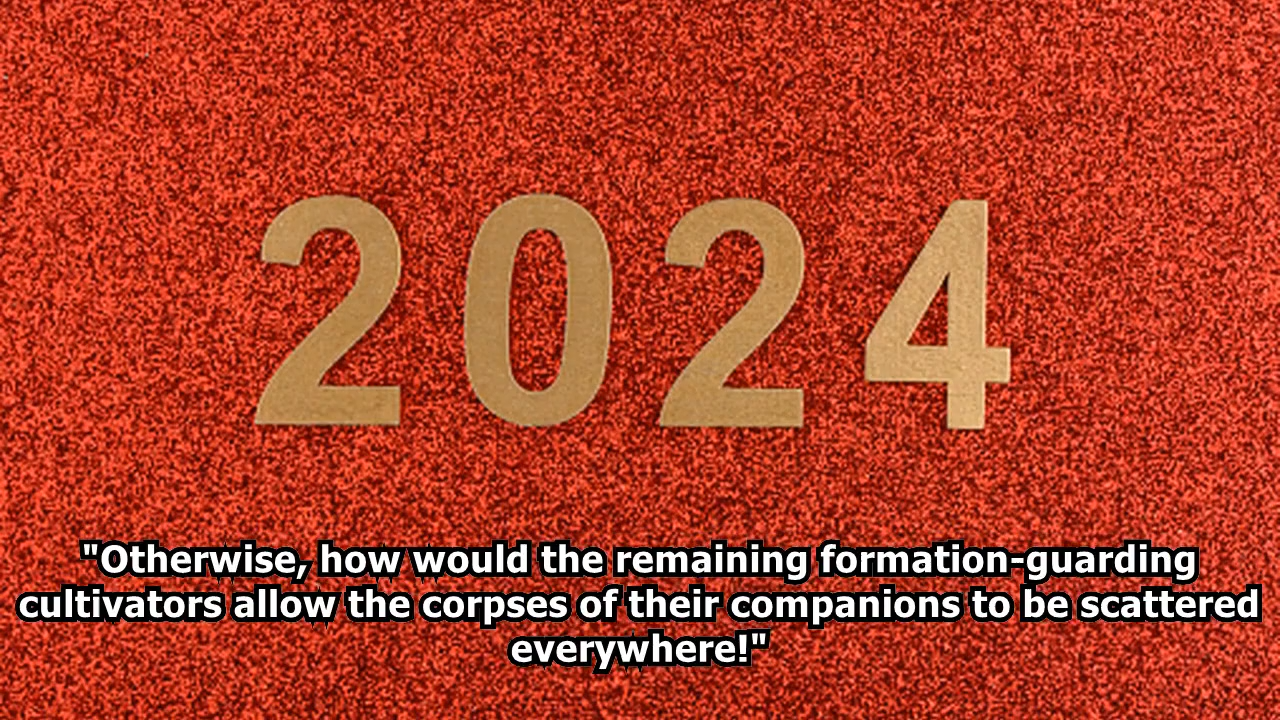 2024
"Otherwise, how would the remaining formation-guarding
cultivators allow the corpses of their companions to be scattered
everywhere!"